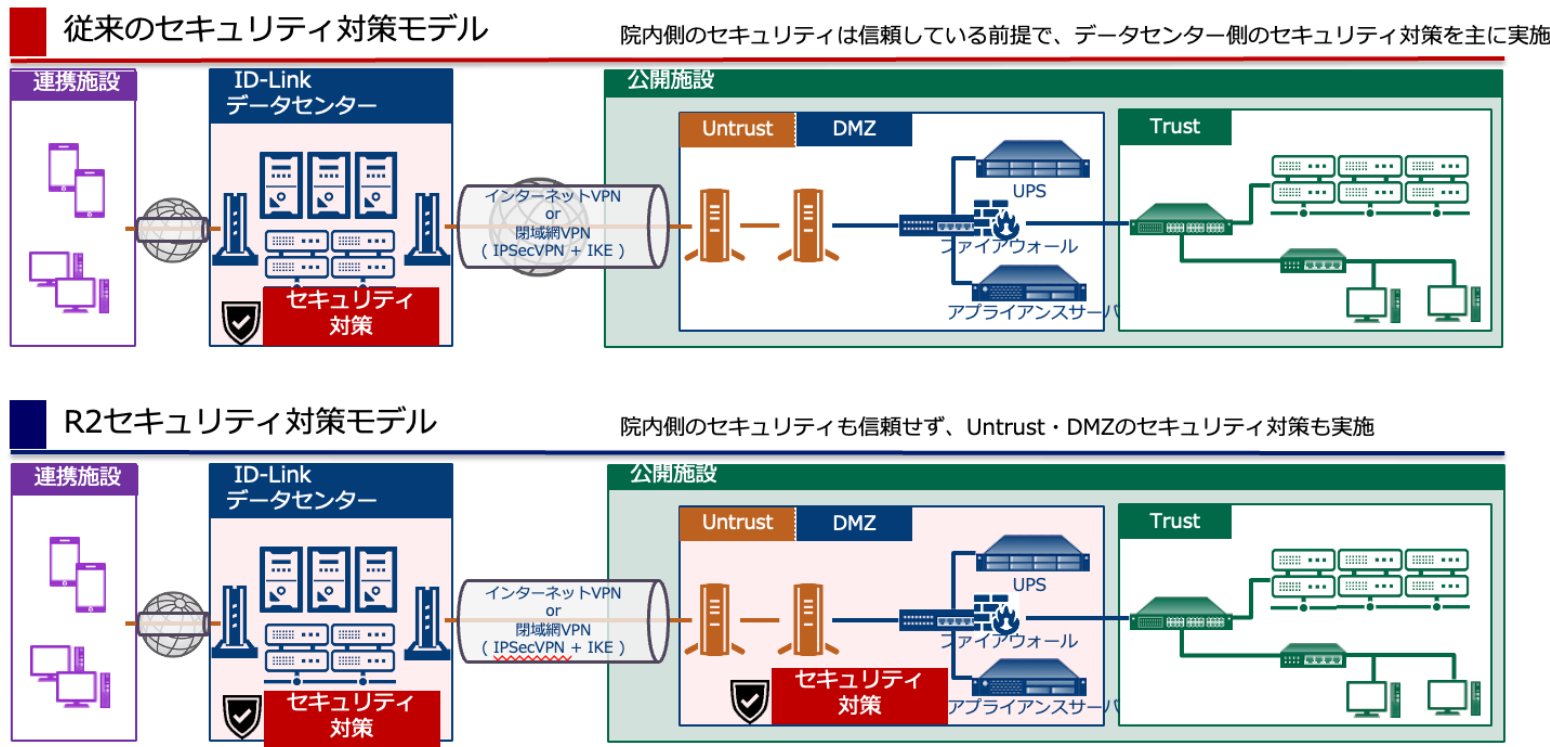 従来のセキュリティ対策モデル
院内側のセキュリティは信頼している前提で、データセンター側のセキュリティ対策を主に実施
連携施設
ID-Link
データセンター
公開施設
Untrust
DMZ
Trust
インターネットVPN
or
閉域網VPN
( IPSecVPN + IKE )
UPS
ファイアウォール
アプライアンスサーバ
セキュリティ
対策
R2セキュリティ対策モデル
院内側のセキュリティも信頼せず、Untrust・DMZのセキュリティ対策も実施
連携施設
ID-Link
データセンター
公開施設
Untrust
DMZ
Trust
インターネットVPN
or
閉域網VPN
( IPSecVPN + IKE )
UPS
ファイアウォール
アプライアンスサーバ
セキュリティ
対策
セキュリティ
対策